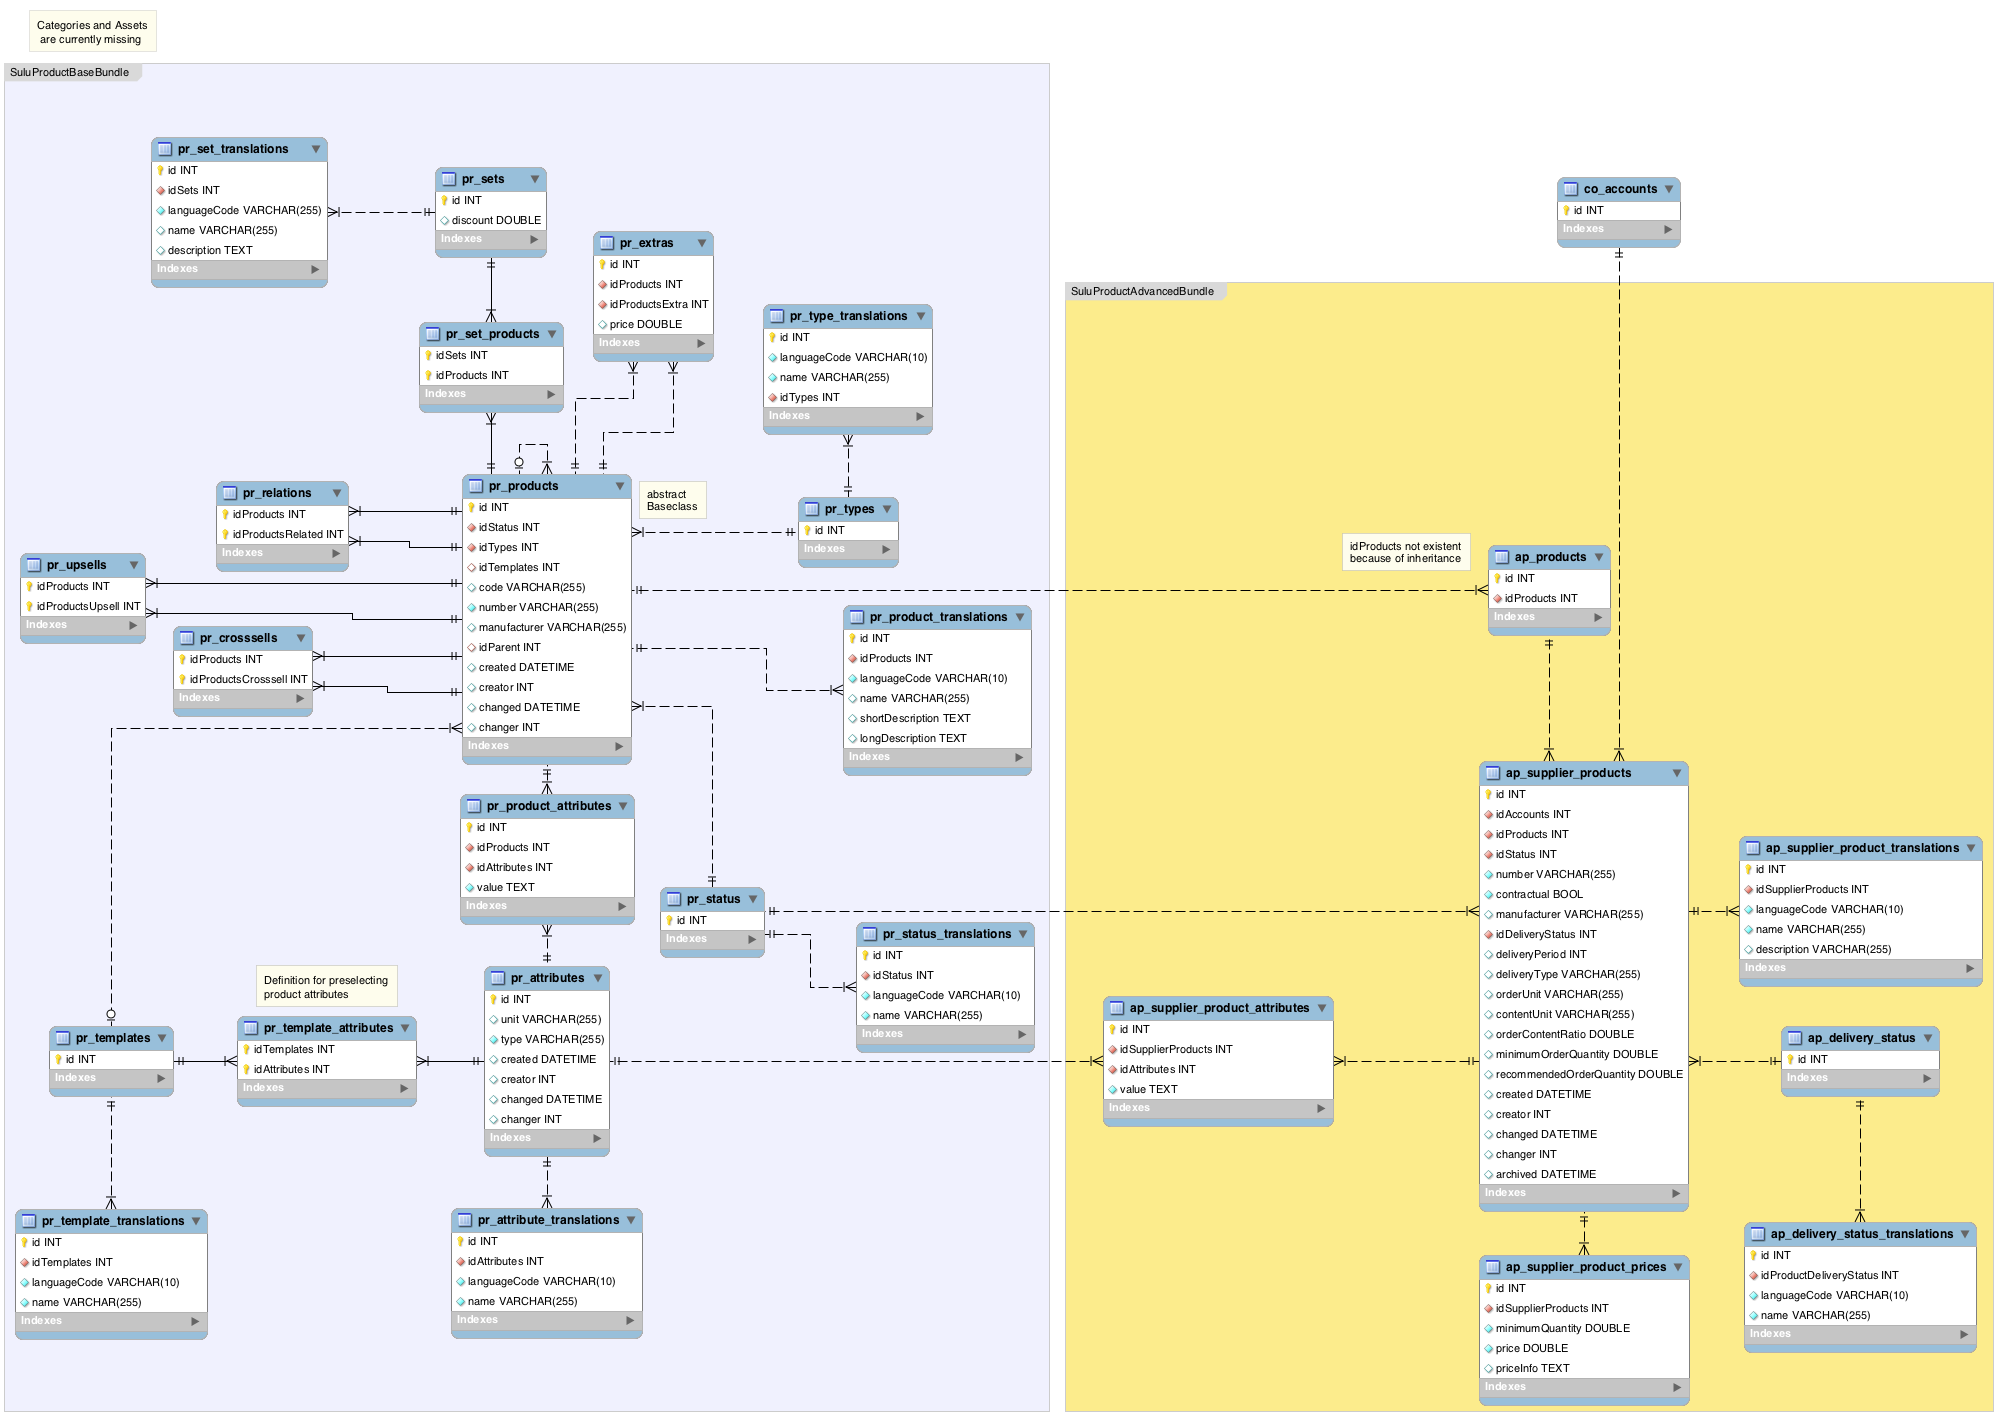 Categories and Assets
are currently missing
SuluProductBaseBundle
pr_set_translations
id INT
idSets INT
languageCode VARCHAR(255)
name VARCHAR(255)
description TEXT
Indexes
pr_sets
id INT
discount DOUBLE
Indexes
pr_extras
id INT
idProducts INT
idProductsExtra INT
price DOUBLE
Indexes
pr_set_products
idSets INT
idProducts INT
Indexes
pr_type_translations
id INT
languageCode VARCHAR(10)
name VARCHAR(255)
idTypes INT
Indexes
pr_relations
idProducts INT
idProductsRelated INT
Indexes
pr_products
id INT
idStatus INT
idTypes INT
idTemplates INT
code VARCHAR(255)
number VARCHAR(255)
manufacturer VARCHAR(255)
idParent INT
created DATETIME
creator INT
changed DATETIME
changer INT
Indexes
abstract
Baseclass
pr_types
id INT
Indexes
pr_upsells
idProducts INT
idProductsUpsell INT
Indexes
pr_crosssells
idProducts INT
idProductsCrosssell INT
Indexes
pr_product_translations
id INT
idProducts INT
languageCode VARCHAR(10)
name VARCHAR(255)
shortDescription TEXT
longDescription TEXT
Indexes
pr_product_attributes
id INT
idProducts INT
idAttributes INT
value TEXT
Indexes
pr_status
id INT
Indexes
pr_status_translations
id INT
idStatus INT
languageCode VARCHAR(10)
name VARCHAR(255)
Indexes
Definition for preselecting
product attributes
pr_templates
id INT
Indexes
pr_template_attributes
idTemplates INT
idAttributes INT
Indexes
pr_attributes
id INT
unit VARCHAR(255)
type VARCHAR(255)
created DATETIME
creator INT
changed DATETIME
changer INT
Indexes
pr_template_translations
id INT
idTemplates INT
languageCode VARCHAR(10)
name VARCHAR(255)
Indexes
pr_attribute_translations
id INT
idAttributes INT
languageCode VARCHAR(10)
name VARCHAR(255)
Indexes
co_accounts
id INT
Indexes
SuluProductAdvancedBundle
idProducts not existent
because of inheritance
ap_products
id INT
idProducts INT
Indexes
ap_supplier_products
id INT
idAccounts INT
idProducts INT
idStatus INT
number VARCHAR(255)
contractual BOOL
manufacturer VARCHAR(255)
idDeliveryStatus INT
deliveryPeriod INT
deliveryType VARCHAR(255)
orderUnit VARCHAR(255)
contentUnit VARCHAR(255)
orderContentRatio DOUBLE
minimumOrderQuantity DOUBLE
recommendedOrderQuantity DOUBLE
created DATETIME
creator INT
changed DATETIME
changer INT
archived DATETIME
Indexes
ap_supplier_product_translations
id INT
idSupplierProducts INT
languageCode VARCHAR(10)
name VARCHAR(255)
description VARCHAR(255)
Indexes
ap_supplier_product_attributes
id INT
idSupplierProducts INT
idAttributes INT
value TEXT
Indexes
ap_delivery_status
id INT
Indexes
ap_supplier_product_prices
id INT
idSupplierProducts INT
minimumQuantity DOUBLE
price DOUBLE
priceInfo TEXT
Indexes
ap_delivery_status_translations
id INT
idProductDeliveryStatus INT
languageCode VARCHAR(10)
name VARCHAR(255)
Indexes